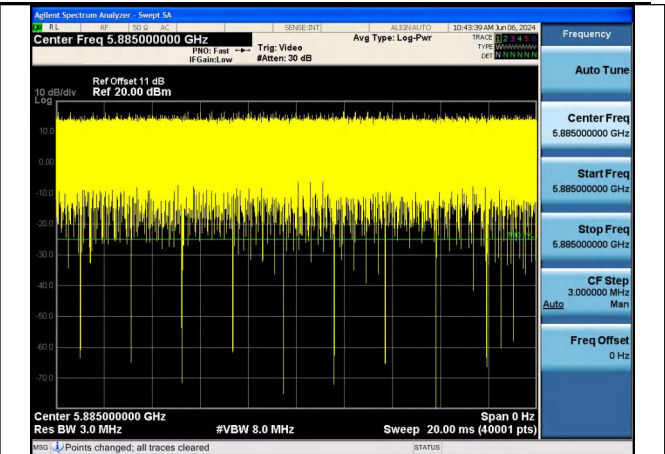 Agilent Spectrum Analyzer - Swept SA
RL RF 50 Ω AC SENSE:INT ALIGNAUTO 10:43:39 AM Jun 06, 2024
Center Freq 5.885000000 GHz
PNO: Fast
IFGain:Low
Trig: Video
#Atten: 30 dB
Avg Type: Log-Pwr
TRACE 1 2 3 4 5 6
TYPE
DET N N N N N N
Ref Offset 11 dB
10 dB/div Ref 20.00 dBm
Log
10.0
0.00
-10.0
-20.0
-30.0
-40.0
-50.0
-60.0
-70.0
Center 5.885000000 GHz
Span 0 Hz
Res BW 3.0 MHz
#VBW 8.0 MHz
Sweep 20.00 ms (40001 pts)
MSG Points changed; all traces cleared
STATUS
Frequency
Auto Tune
Center Freq
5.885000000 GHz
Start Freq
5.885000000 GHz
Stop Freq
5.885000000 GHz
CF Step
3.000000 MHz
Auto Man
Freq Offset
0 Hz